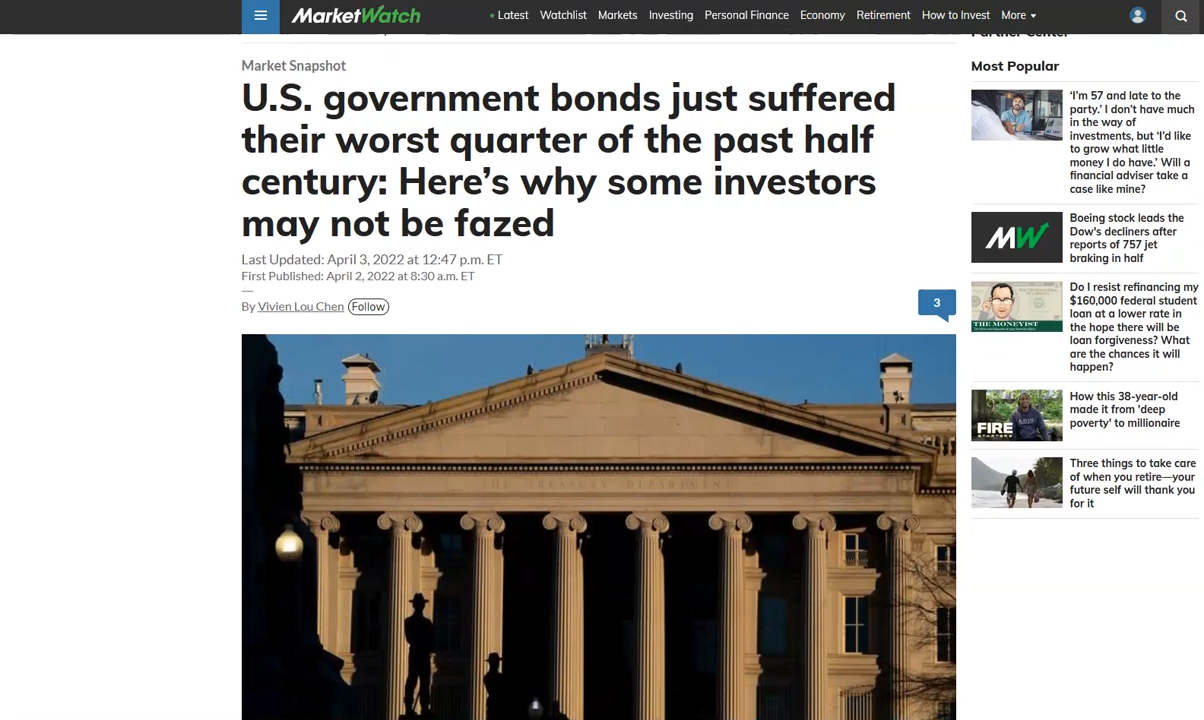 MarketWatch
Latest Watchlist Markets Investing Personal Finance Economy Retirement How to Invest More
Market Snapshot
U.S. government bonds just suffered
their worst quarter of the past half
century: Here's why some investors
may not be fazed
Last Updated: April 3, 2022 at 12:47 p.m. ET
First Published: April 2, 2022 at 8:30 a.m. ET
By Vivien Lou Chen Follow
3
THE TREASURY DEPARTMENT
Partner Center
Most Popular
'I'm 57 and late to the
party.' I don't have much
in the way of
investments, but 'I'd like
to grow what little
money I do have.' Will a
financial adviser take a
case like mine?
MW
Boeing stock leads the
Dow's decliners after
reports of 757 jet
braking in half
THE MONEYIST
Do I resist refinancing my
$160,000 federal student
loan at a lower rate in
the hope there will be
loan forgiveness? What
are the chances it will
happen?
FIRE
STARTERS
How this 38-year-old
made it from 'deep
poverty' to millionaire
Three things to take care
of when you retire—your
future self will thank you
for it